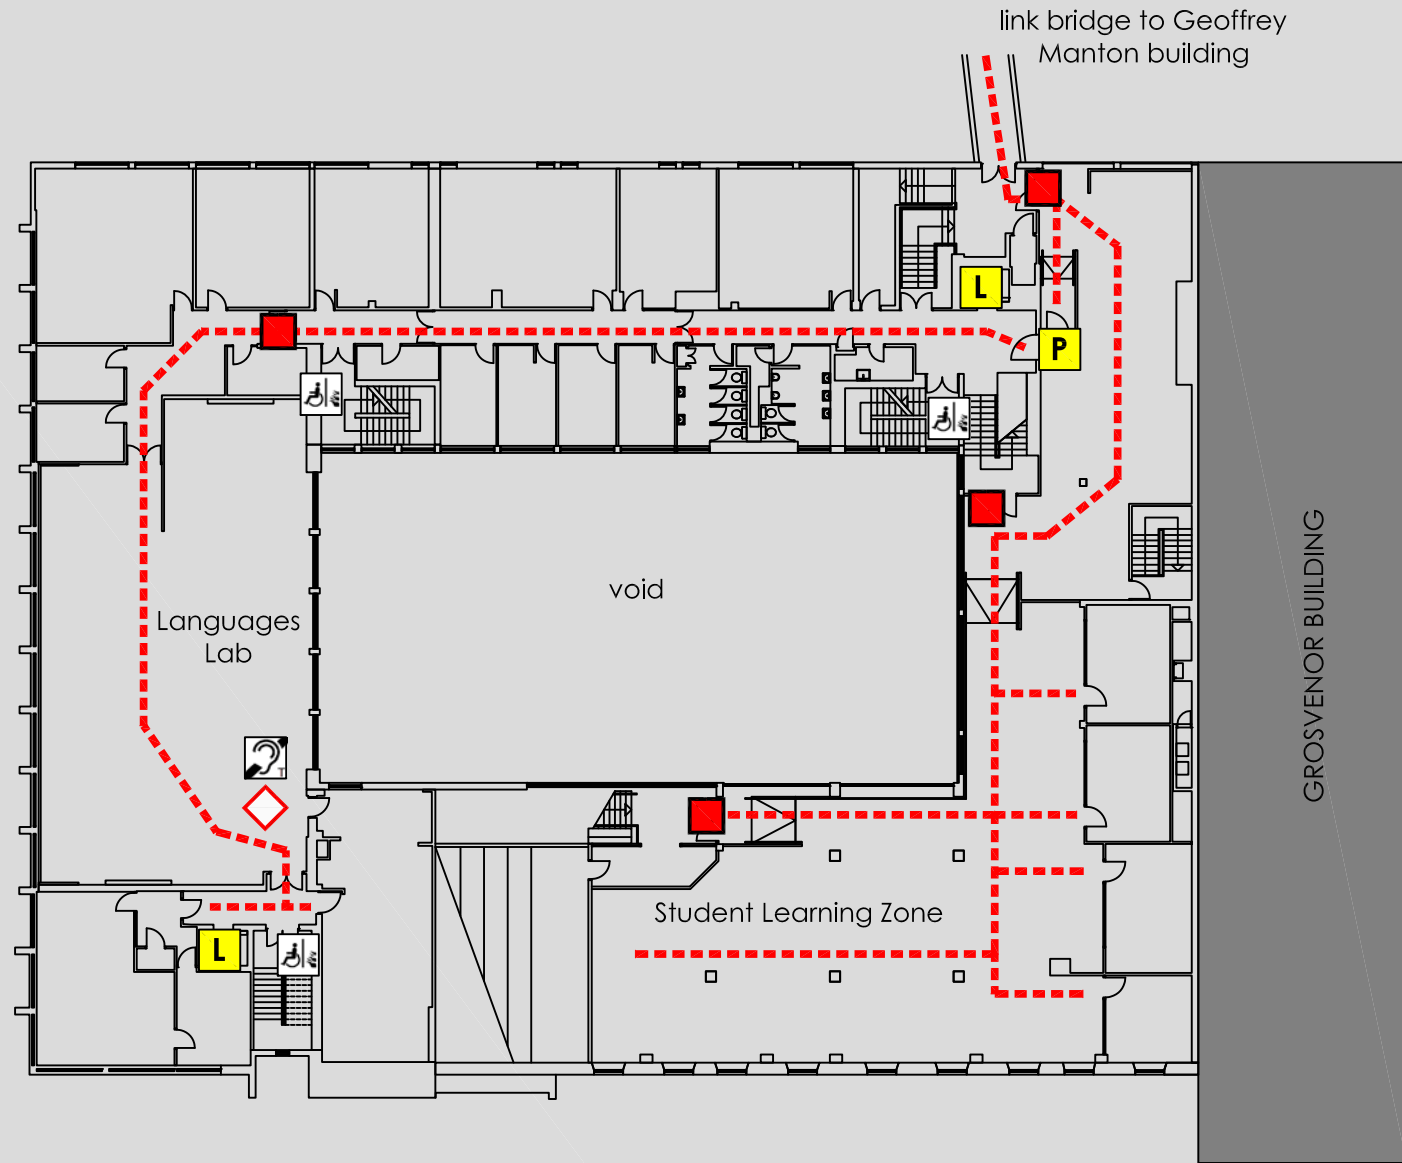 link bridge to Geoffrey
Manton building
L
P
void
Languages
Lab
GROSVENOR BUILDING
T
Student Learning Zone
L